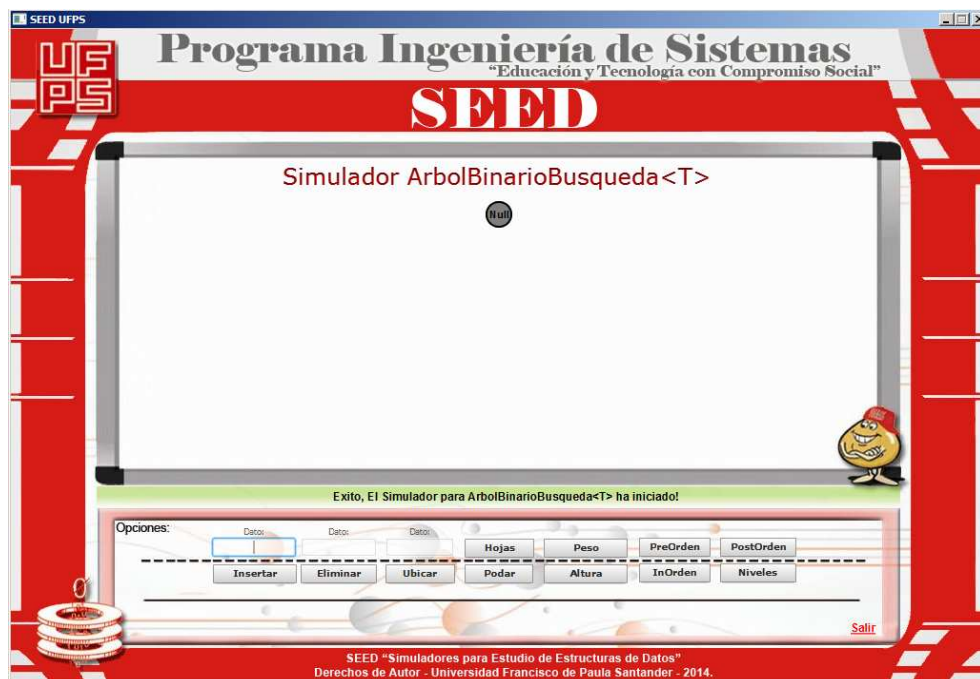 SEED UFPS
UFPS
Programa Ingeniería de Sistemas
“Educación y Tecnología con Compromiso Social”
SEED
Simulador ArbolBinarioBusqueda<T>
Null
Exito, El Simulador para ArbolBinarioBusqueda<T> ha iniciado!
Opciones:
Dato: Dato: Dato:
Hojas Peso PreOrden PostOrden
Insertar Eliminar Ubicar Podar Altura InOrden Niveles
Salir
SEED “Simuladores para Estudio de Estructuras de Datos”
Derechos de Autor - Universidad Francisco de Paula Santander - 2014.